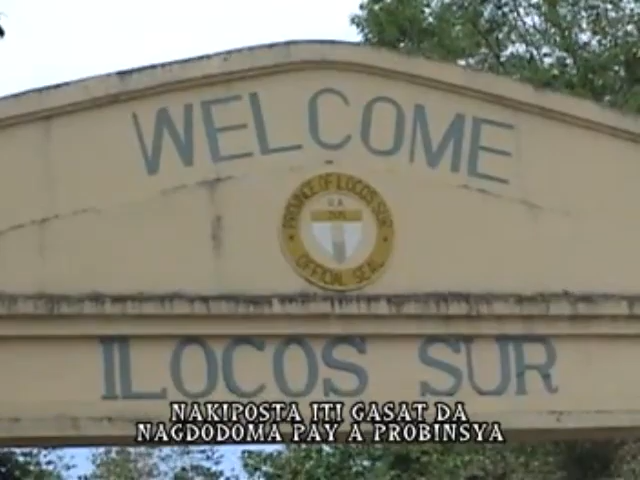 WELCOME
PROVINCE OF ILOCOS SUR
OFFICIAL SEAL
ILOCOS SUR
NAKIPOSTA ITI GASAT DA
NAGDODOMA PAY A PROBINSYA